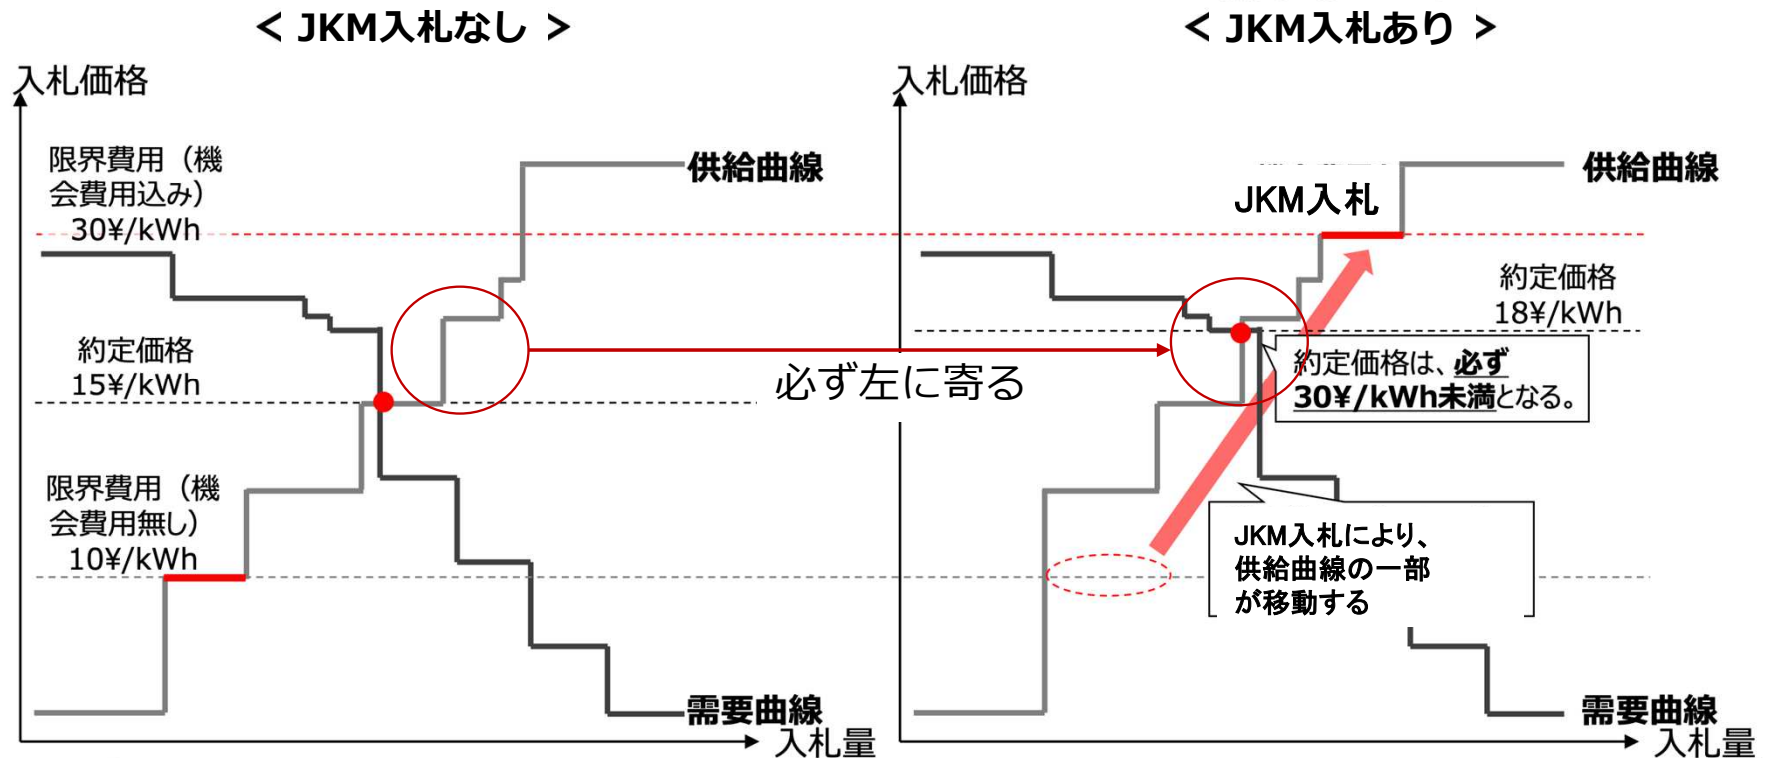 ＜ JKM入札なし ＞
入札価格
限界費用（機
会費用込み）
30¥/kWh
供給曲線
約定価格
15¥/kWh
限界費用（機
会費用無し）
10¥/kWh
需要曲線
入札量
必ず左に寄る
＜ JKM入札あり ＞
入札価格
JKM入札
供給曲線
約定価格
18¥/kWh
約定価格は、必ず
30¥/kWh未満となる。
JKM入札により、
供給曲線の一部
が移動する
需要曲線
入札量